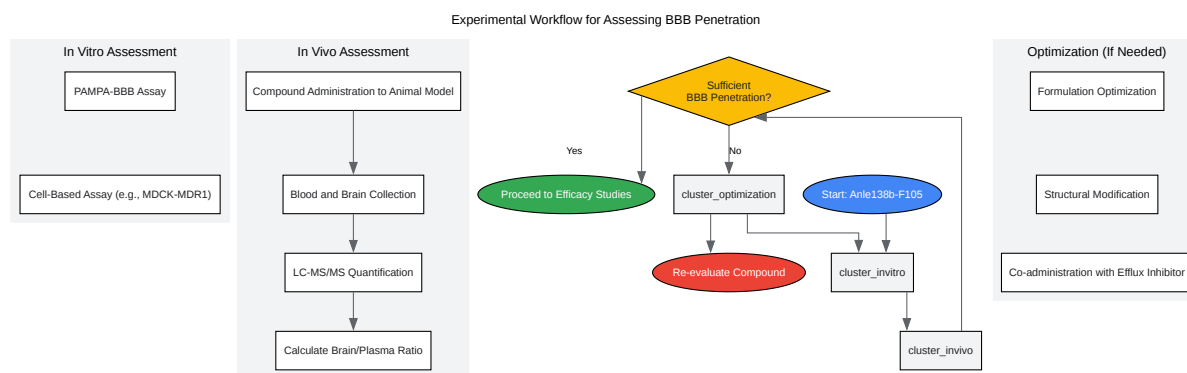 Experimental Workflow for Assessing BBB Penetration
In Vitro Assessment
PAMPA-BBB Assay
Cell-Based Assay (e.g., MDCK-MDR1)
In Vivo Assessment
Compound Administration to Animal Model
Blood and Brain Collection
LC-MS/MS Quantification
Calculate Brain/Plasma Ratio
Sufficient
BBB Penetration?
Yes
No
Proceed to Efficacy Studies
cluster_optimization
Start: Anle138b-F105
Re-evaluate Compound
cluster_invitro
cluster_invivo
Optimization (If Needed)
Formulation Optimization
Structural Modification
Co-administration with Efflux Inhibitor